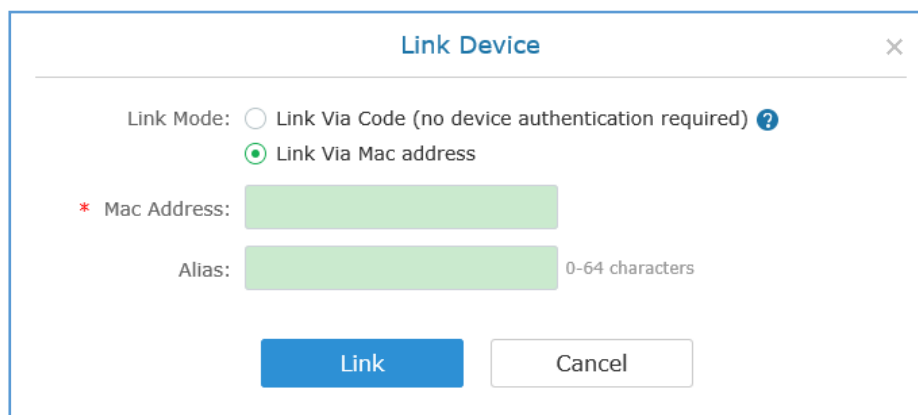 Link Device
Link Mode: Link Via Code (no device authentication required) ?
Link Via Mac address
* Mac Address:
Alias: 0-64 characters
Link Cancel